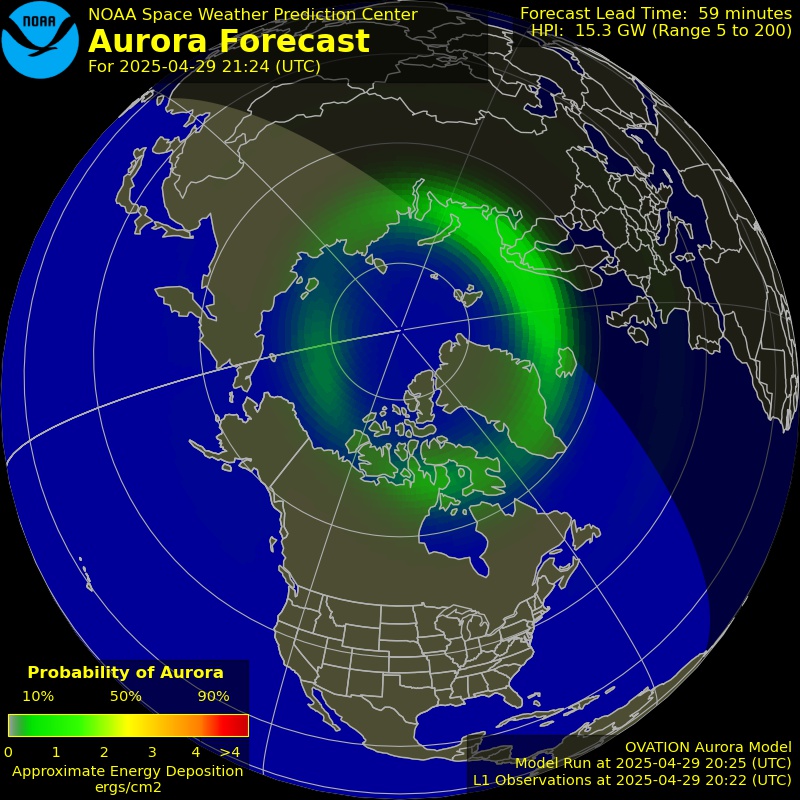 NOAA
NOAA Space Weather Prediction Center
Aurora Forecast
For 2025-04-29 21:24 (UTC)
Forecast Lead Time: 59 minutes
HPI: 15.3 GW (Range 5 to 200)
Probability of Aurora
10% 50% 90%
0 1 2 3 4 >4
Approximate Energy Deposition
ergs/cm2
OVATION Aurora Model
Model Run at 2025-04-29 20:25 (UTC)
L1 Observations at 2025-04-29 20:22 (UTC)